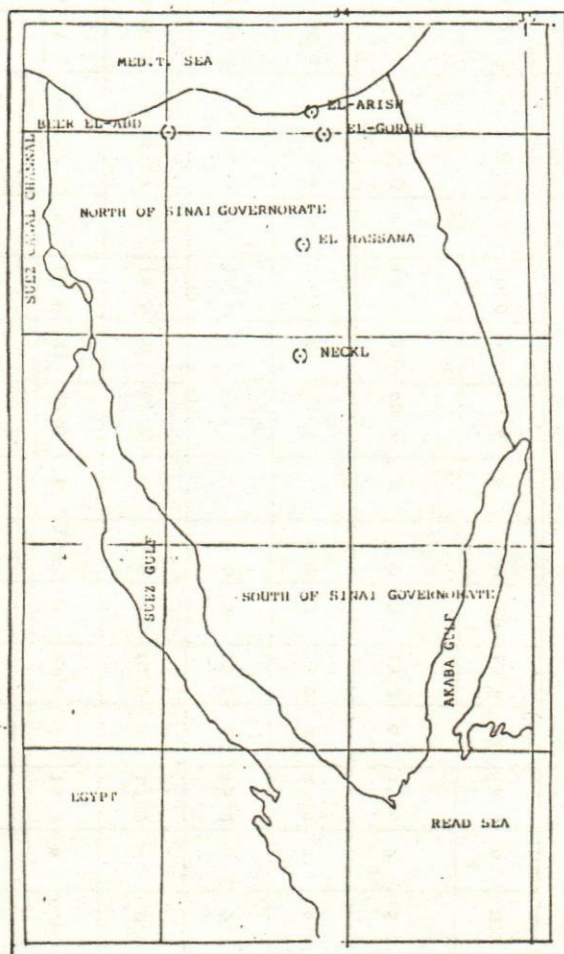 34
MED.T. SEA
EL-ARISH
BEER EL-ABD
EL-GORAH
SUEZ CANAL CHANNAL
NORTH OF SINAI GOVERNORATE
EL HASSANA
NECKL
SUEZ GULF
SOUTH OF SINAI GOVERNORATE
AKABA GULF
EGYPT
READ SEA